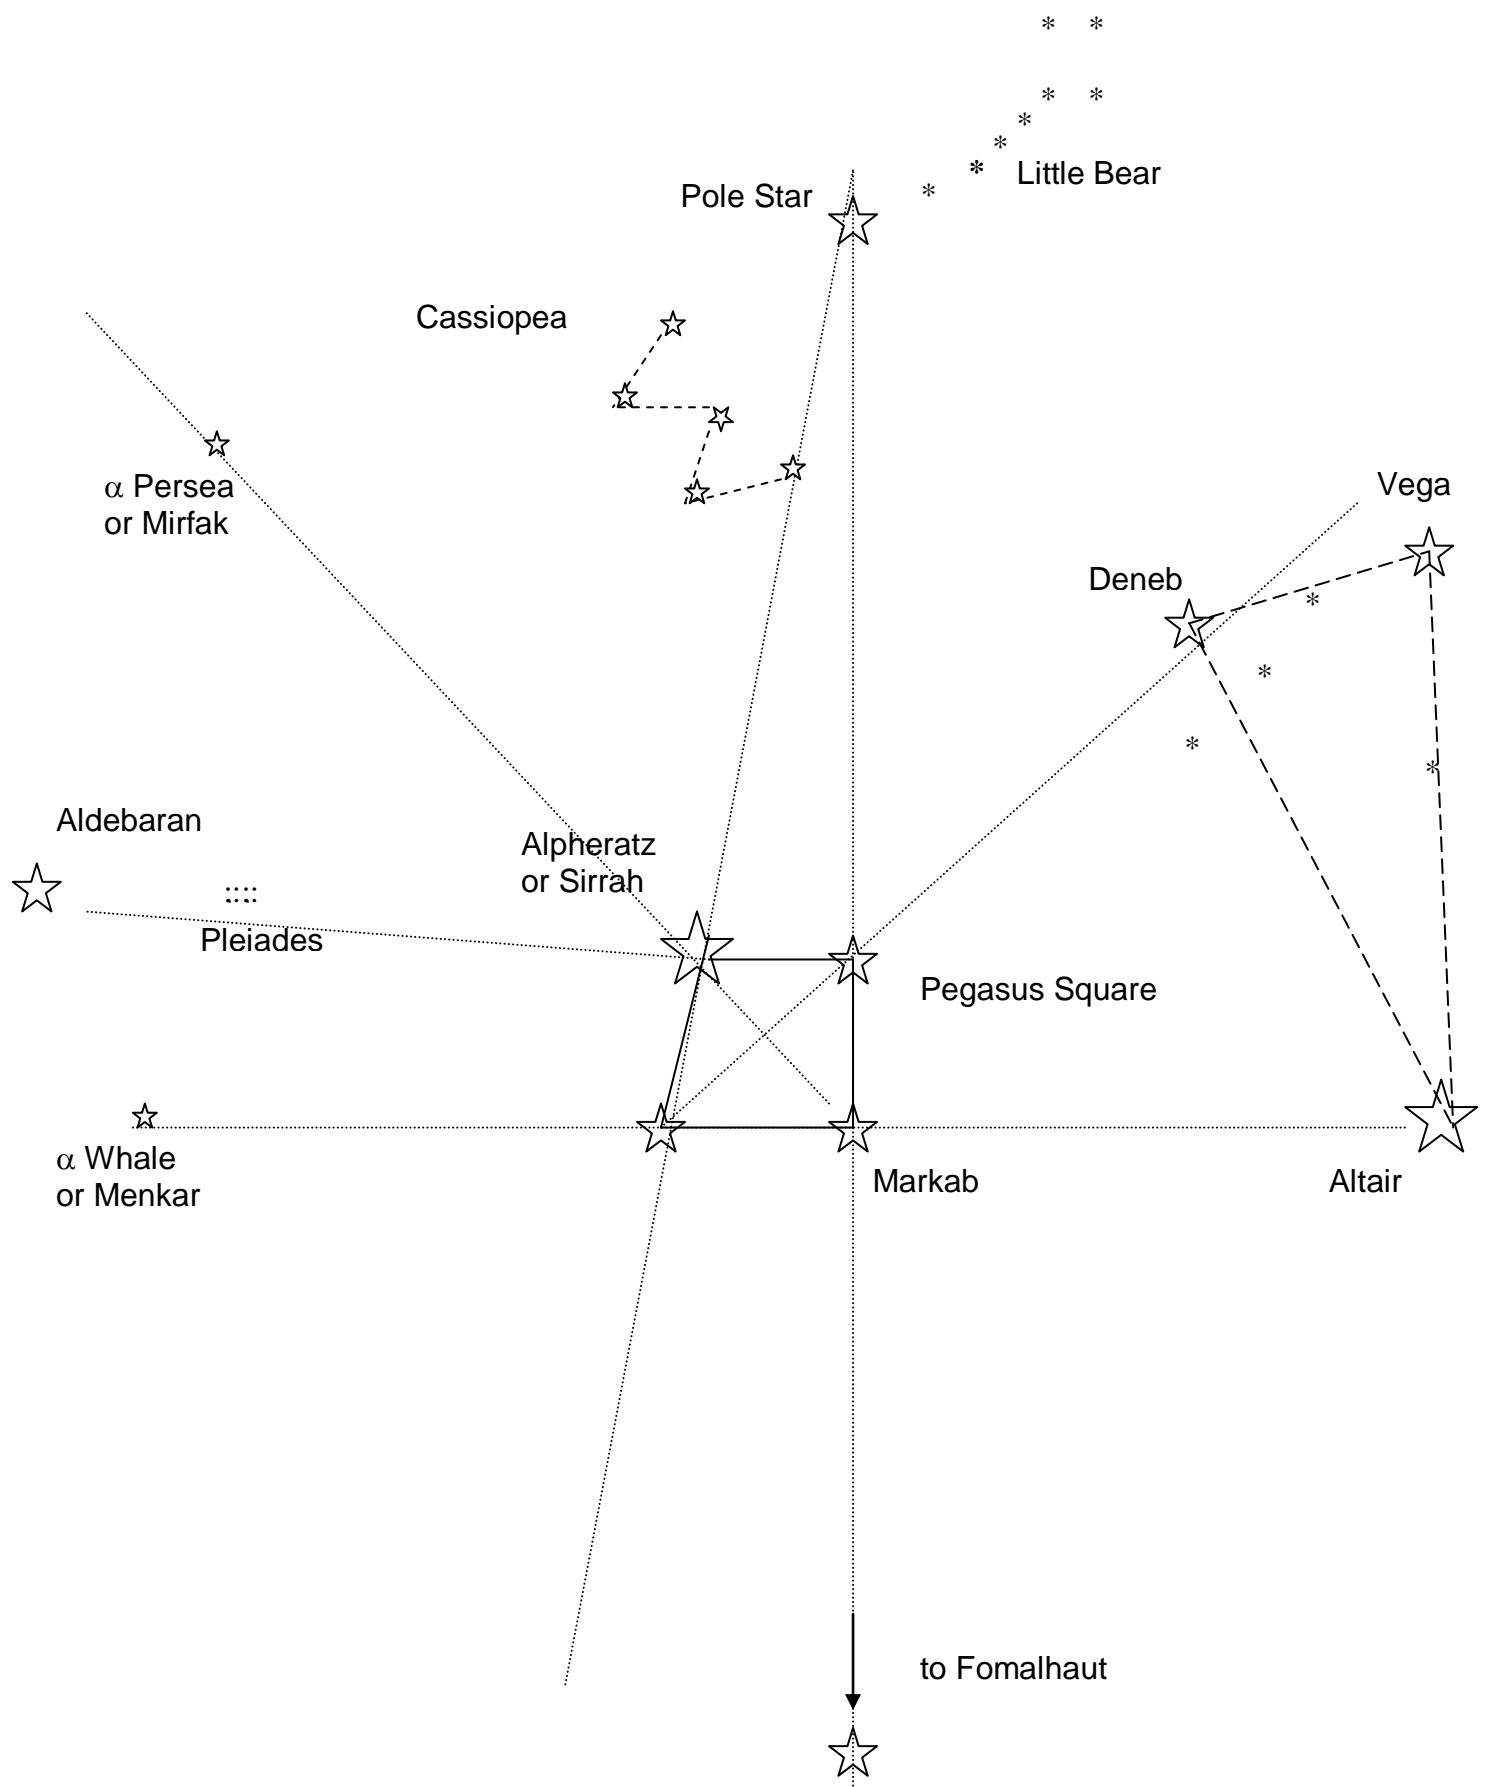 Little Bear
Pole Star
Cassiopea
α Persea
or Mirfak
Vega
Deneb
Aldebaran
Alpheratz
or Sirrah
Pleiades
Pegasus Square
α Whale
or Menkar
Markab
Altair
to Fomalhaut